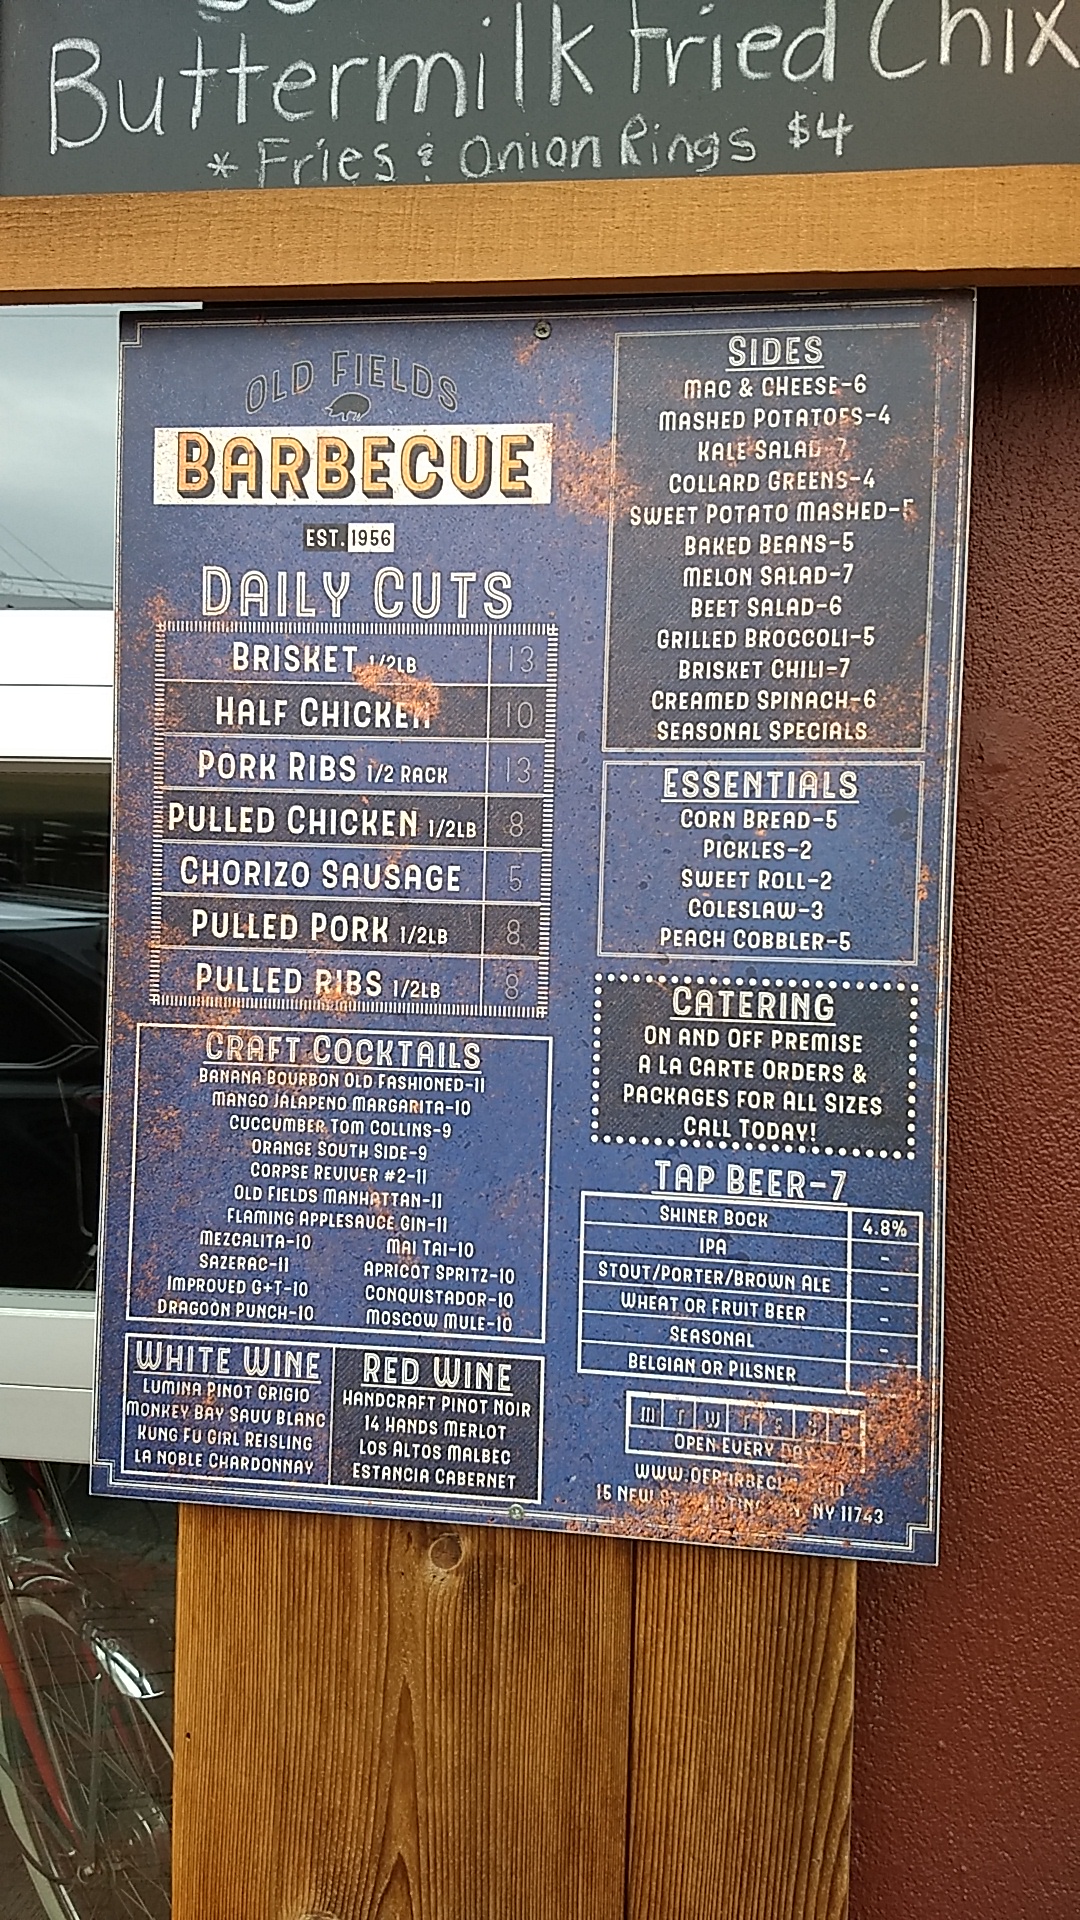 Buttermilk Fried Chix
* Fries & Onion Rings $4
OLD FIELDS
BARBECUE
EST. 1956
DAILY CUTS
BRISKET 1/2LB 13
HALF CHICKEN 10
PORK RIBS 1/2 RACK 13
PULLED CHICKEN 1/2LB 8
CHORIZO SAUSAGE 5
PULLED PORK 1/2LB 8
PULLED RIBS 1/2LB 8
CRAFT COCKTAILS
BANANA BOURBON OLD FASHIONED-11
MANGO JALAPENO MARGARITA-10
CUCCUMBER TOM COLLINS-9
ORANGE SOUTH SIDE-9
CORPSE REVIVER #2-11
OLD FIELDS MANHATTAN-11
FLAMING APPLESAUCE GIN-11
MEZCALITA-10 MAI TAI-10
SAZERAC-11 APRICOT SPRITZ-10
IMPROVED G+T-10 CONQUISTADOR-10
DRAGOON PUNCH-10 MOSCOW MULE-10
WHITE WINE
LUMINA PINOT GRIGIO
MONKEY BAY SAUV BLANC
KUNG FU GIRL REISLING
LA NOBLE CHARDONNAY
RED WINE
HANDCRAFT PINOT NOIR
14 HANDS MERLOT
LOS ALTOS MALBEC
ESTANCIA CABERNET
SIDES
MAC & CHEESE-6
MASHED POTATOES-4
KALE SALAD-7
COLLARD GREENS-4
SWEET POTATO MASHED-5
BAKED BEANS-5
MELON SALAD-7
BEET SALAD-6
GRILLED BROCCOLI-5
BRISKET CHILI-7
CREAMED SPINACH-6
SEASONAL SPECIALS
ESSENTIALS
CORN BREAD-5
PICKLES-2
SWEET ROLL-2
COLESLAW-3
PEACH COBBLER-5
CATERING
ON AND OFF PREMISE
A LA CARTE ORDERS &
PACKAGES FOR ALL SIZES
CALL TODAY!
TAP BEER-7
SHINER BOCK 4.8%
IPA -
STOUT/PORTER/BROWN ALE -
WHEAT OR FRUIT BEER -
SEASONAL -
BELGIAN OR PILSNER
M T W T F S S
OPEN EVERY DAY
15 NEW NY 11743